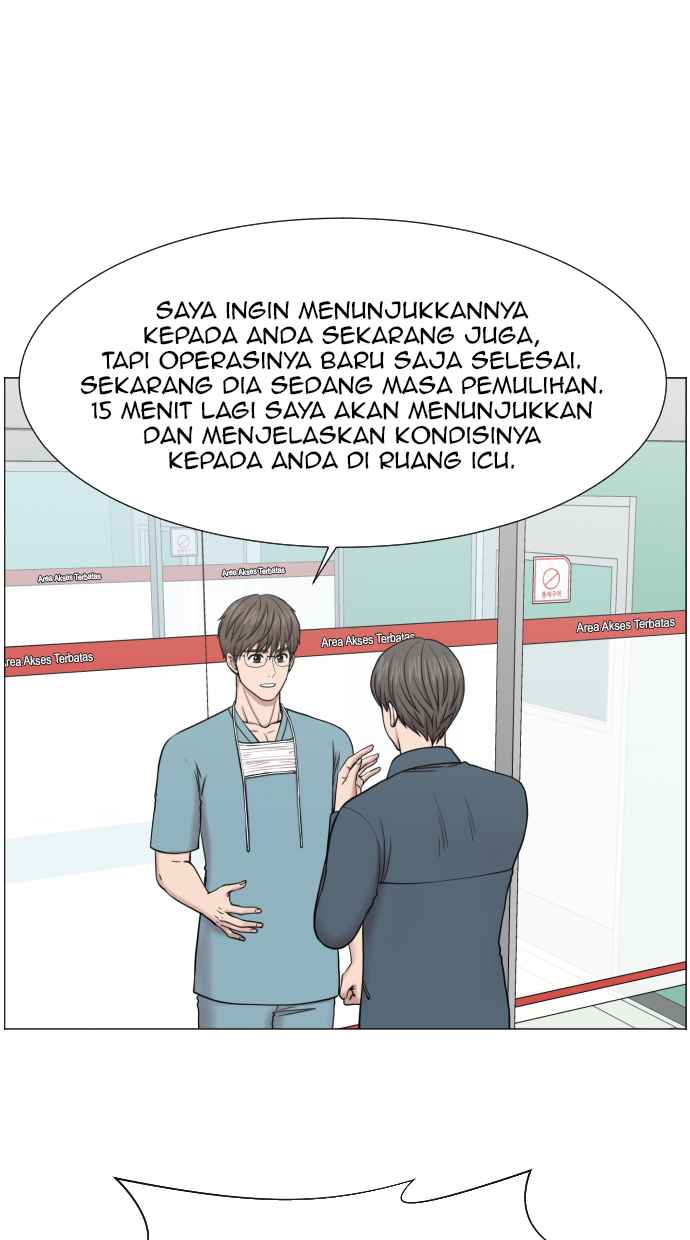 SAYA INGIN MENUNJUKKANNYA
KEPADA ANDA SEKARANG JUGA,
TAPI OPERASINYA BARU SAJA SELESAI.
SEKARANG DIA SEDANG MASA PEMULIHAN.
15 MENIT LAGI SAYA AKAN MENUNJUKKAN
DAN MENJELASKAN KONDISINYA
KEPADA ANDA DI RUANG ICU.
Area Akses Terbatas
Area Akses Terbatas
rea Akses Terbatas
Area Akses Terbatas
Area Akses Terbatas